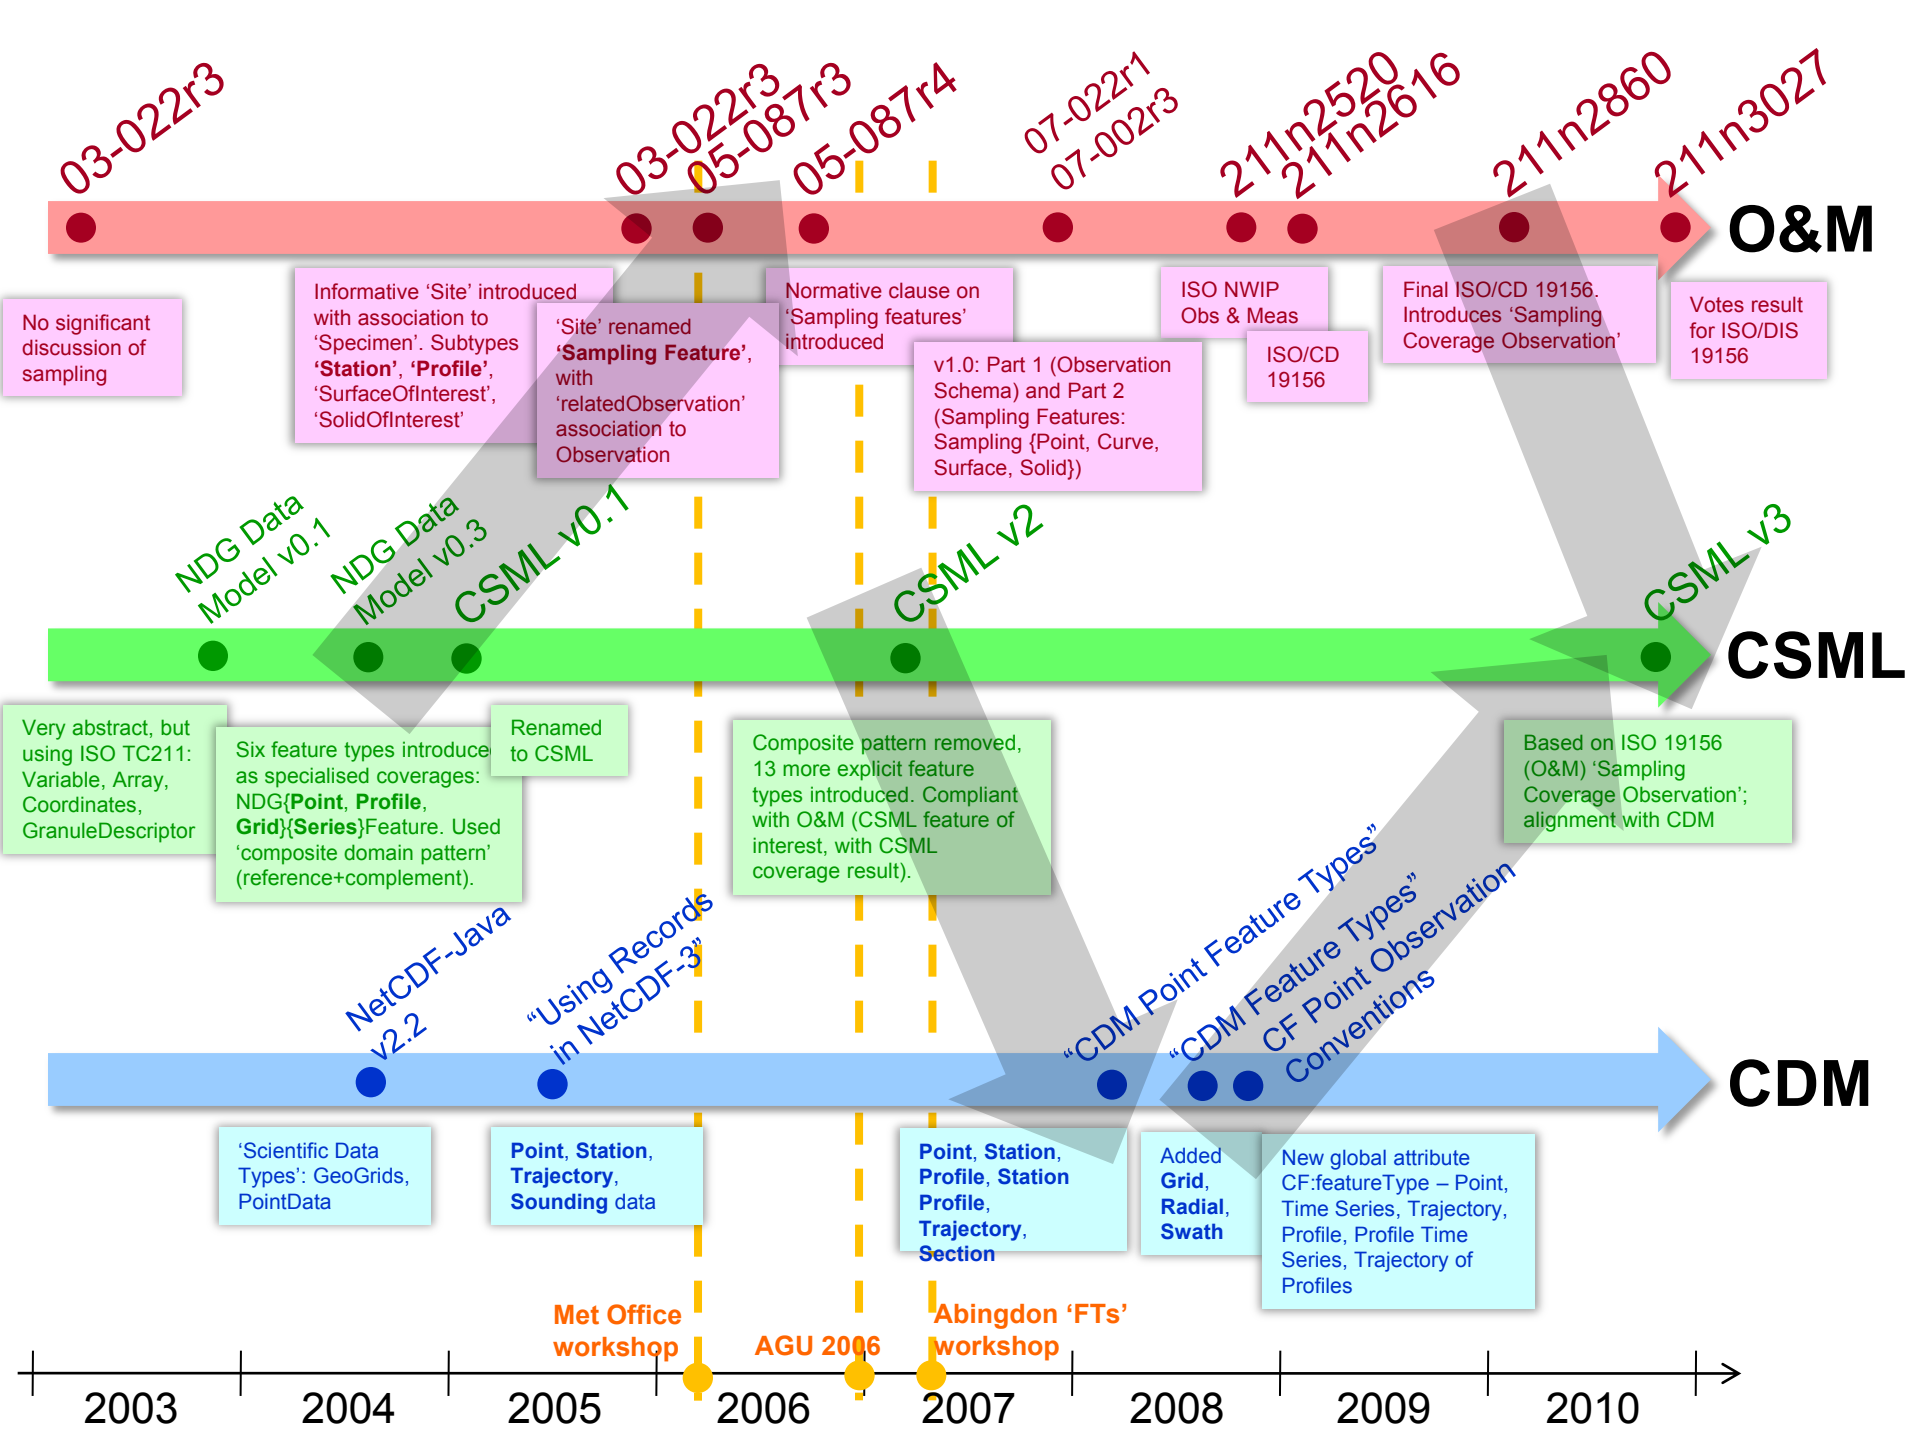 03-022r3
03-022r3
05-087r3
05-087r4
07-022r1
07-002r3
211n2520
211n2616
211n2860
211n3027
O&M
No significant
discussion of
sampling
Informative ‘Site’ introduced
with association to
‘Specimen’. Subtypes
‘Station’, ‘Profile’,
‘SurfaceOfInterest’,
‘SolidOfInterest’
‘Site’ renamed
‘Sampling Feature’,
with
‘relatedObservation’
association to
Observation
Normative clause on
‘Sampling features’
introduced
v1.0: Part 1 (Observation
Schema) and Part 2
(Sampling Features:
Sampling {Point, Curve,
Surface, Solid})
ISO NWIP
Obs & Meas
ISO/CD
19156
Final ISO/CD 19156.
Introduces ‘Sampling
Coverage Observation’
Votes result
for ISO/DIS
19156
NDG Data
Model v0.1
NDG Data
Model v0.3
CSML v0.1
CSML v2
CSML v3
CSML
Very abstract, but
using ISO TC211:
Variable, Array,
Coordinates,
GranuleDescriptor
Six feature types introduced
as specialised coverages:
NDG{Point, Profile,
Grid}{Series}Feature. Used
‘composite domain pattern’
(reference+complement).
Renamed
to CSML
Composite pattern removed,
13 more explicit feature
types introduced. Compliant
with O&M (CSML feature of
interest, with CSML
coverage result).
Based on ISO 19156
(O&M) ‘Sampling
Coverage Observation’;
alignment with CDM
NetCDF-Java
v2.2
“Using Records
in NetCDF-3”
“CDM Point Feature Types”
“CDM Feature Types”
CF Point Observation
Conventions
CDM
‘Scientific Data
Types’: GeoGrids,
PointData
Point, Station,
Trajectory,
Sounding data
Point, Station,
Profile, Station
Profile,
Trajectory,
Section
Added
Grid,
Radial,
Swath
New global attribute
CF:featureType – Point,
Time Series, Trajectory,
Profile, Profile Time
Series, Trajectory of
Profiles
Met Office
workshop
AGU 2006
Abingdon ‘FTs’
workshop
2003
2004
2005
2006
2007
2008
2009
2010